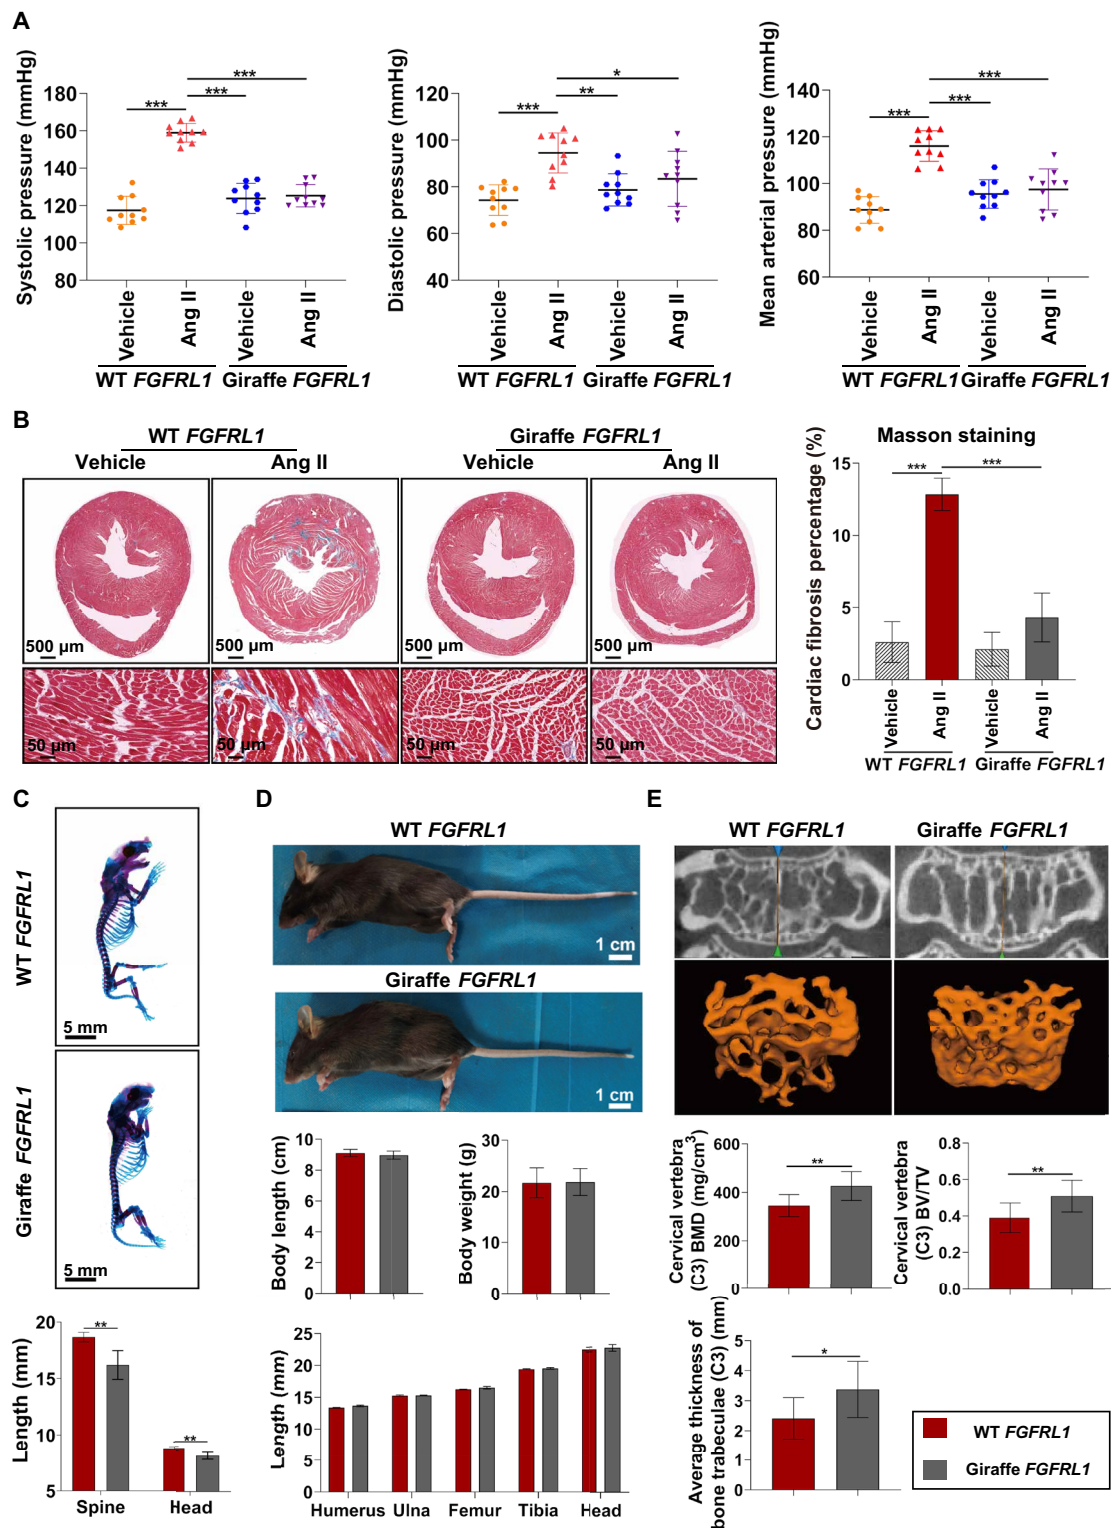 A
Systolic pressure (mmHg)
180
160
140
120
100
80
***
***
***
Vehicle
Ang II
Vehicle
Ang II
WT FGFRL1
Giraffe FGFRL1
Diastolic pressure (mmHg)
120
100
80
60
40
*
**
***
Vehicle
Ang II
Vehicle
Ang II
WT FGFRL1
Giraffe FGFRL1
Mean arterial pressure (mmHg)
140
120
100
80
60
***
***
***
Vehicle
Ang II
Vehicle
Ang II
WT FGFRL1
Giraffe FGFRL1
B
WT FGFRL1
Giraffe FGFRL1
Vehicle
Ang II
Vehicle
Ang II
500 µm
500 µm
500 µm
500 µm
50 µm
50 µm
50 µm
50 µm
Masson staining
Cardiac fibrosis percentage (%)
15
10
5
0
***
***
Vehicle
Ang II
Vehicle
Ang II
WT FGFRL1
Giraffe FGFRL1
C
WT FGFRL1
5 mm
Giraffe FGFRL1
5 mm
Length (mm)
20
15
10
5
**
**
Spine
Head
D
WT FGFRL1
1 cm
Giraffe FGFRL1
1 cm
Body length (cm)
10
8
6
4
2
0
Body weight (g)
30
20
10
0
Length (mm)
25
20
15
10
5
0
Humerus
Ulna
Femur
Tibia
Head
E
WT FGFRL1
Giraffe FGFRL1
Cervical vertebra
(C3) BMD (mg/cm³)
600
400
200
0
**
Cervical vertebra
(C3) BV/TV
0.8
0.6
0.4
0.2
0.0
**
Average thickness of
bone trabeculae (C3) (mm)
5
4
3
2
1
0
*
WT FGFRL1
Giraffe FGFRL1